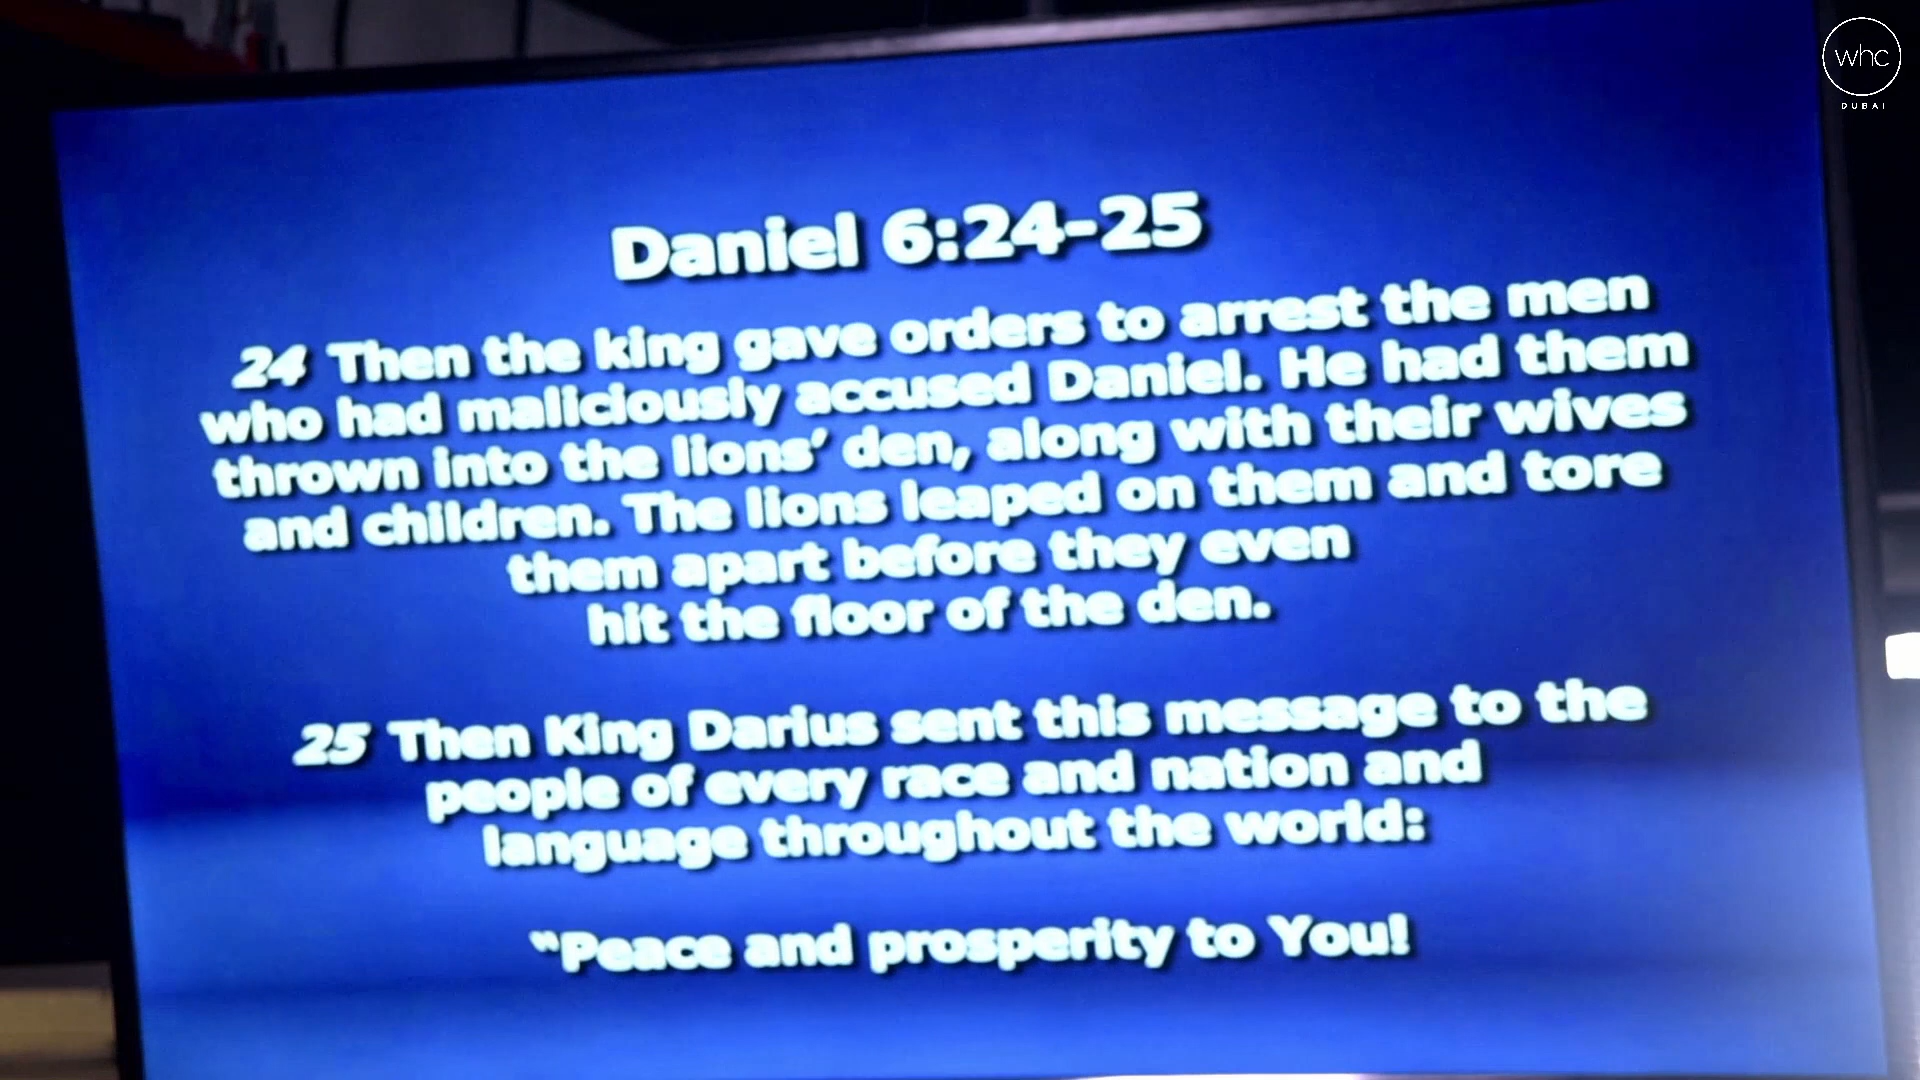 whc
DUBAI
Daniel 6:24-25
24 Then the king gave orders to arrest the men
who had maliciously accused Daniel. He had them
thrown into the lions’ den, along with their wives
and children. The lions leaped on them and tore
them apart before they even
hit the floor of the den.
25 Then King Darius sent this message to the
people of every race and nation and
language throughout the world:
“Peace and prosperity to You!